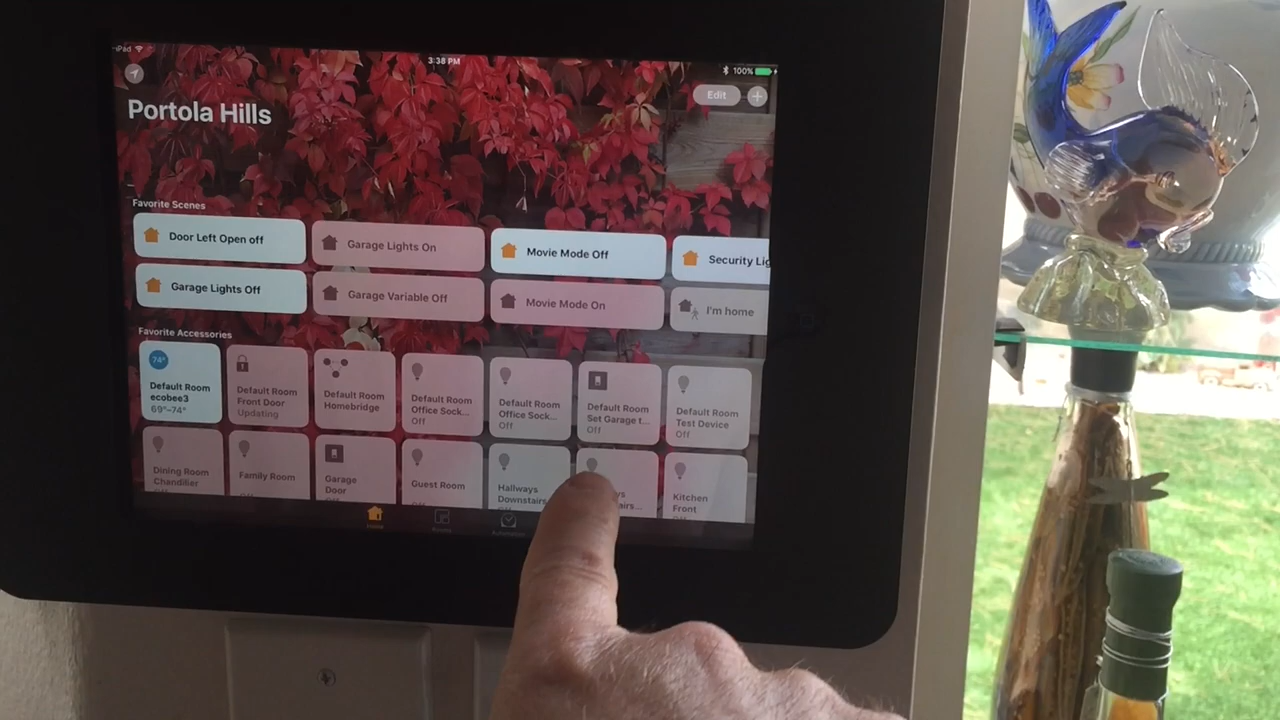 iPad
3:38 PM
100%
Edit
Portola Hills
Favorite Scenes
Door Left Open off
Garage Lights On
Movie Mode Off
Security Lig
Garage Lights Off
Garage Variable Off
Movie Mode On
I'm home
Favorite Accessories
74°
Default Room
ecobee3
69°–74°
Default Room
Front Door
Updating
Default Room
Homebridge
Default Room
Office Sock...
Off
Default Room
Office Sock...
Off
Default Room
Set Garage t...
Off
Default Room
Test Device
Off
Dining Room
Chandelier
Family Room
Garage
Door
Guest Room
Hallways
Downstairs
Kitchen
Front
Home
Rooms
Automation